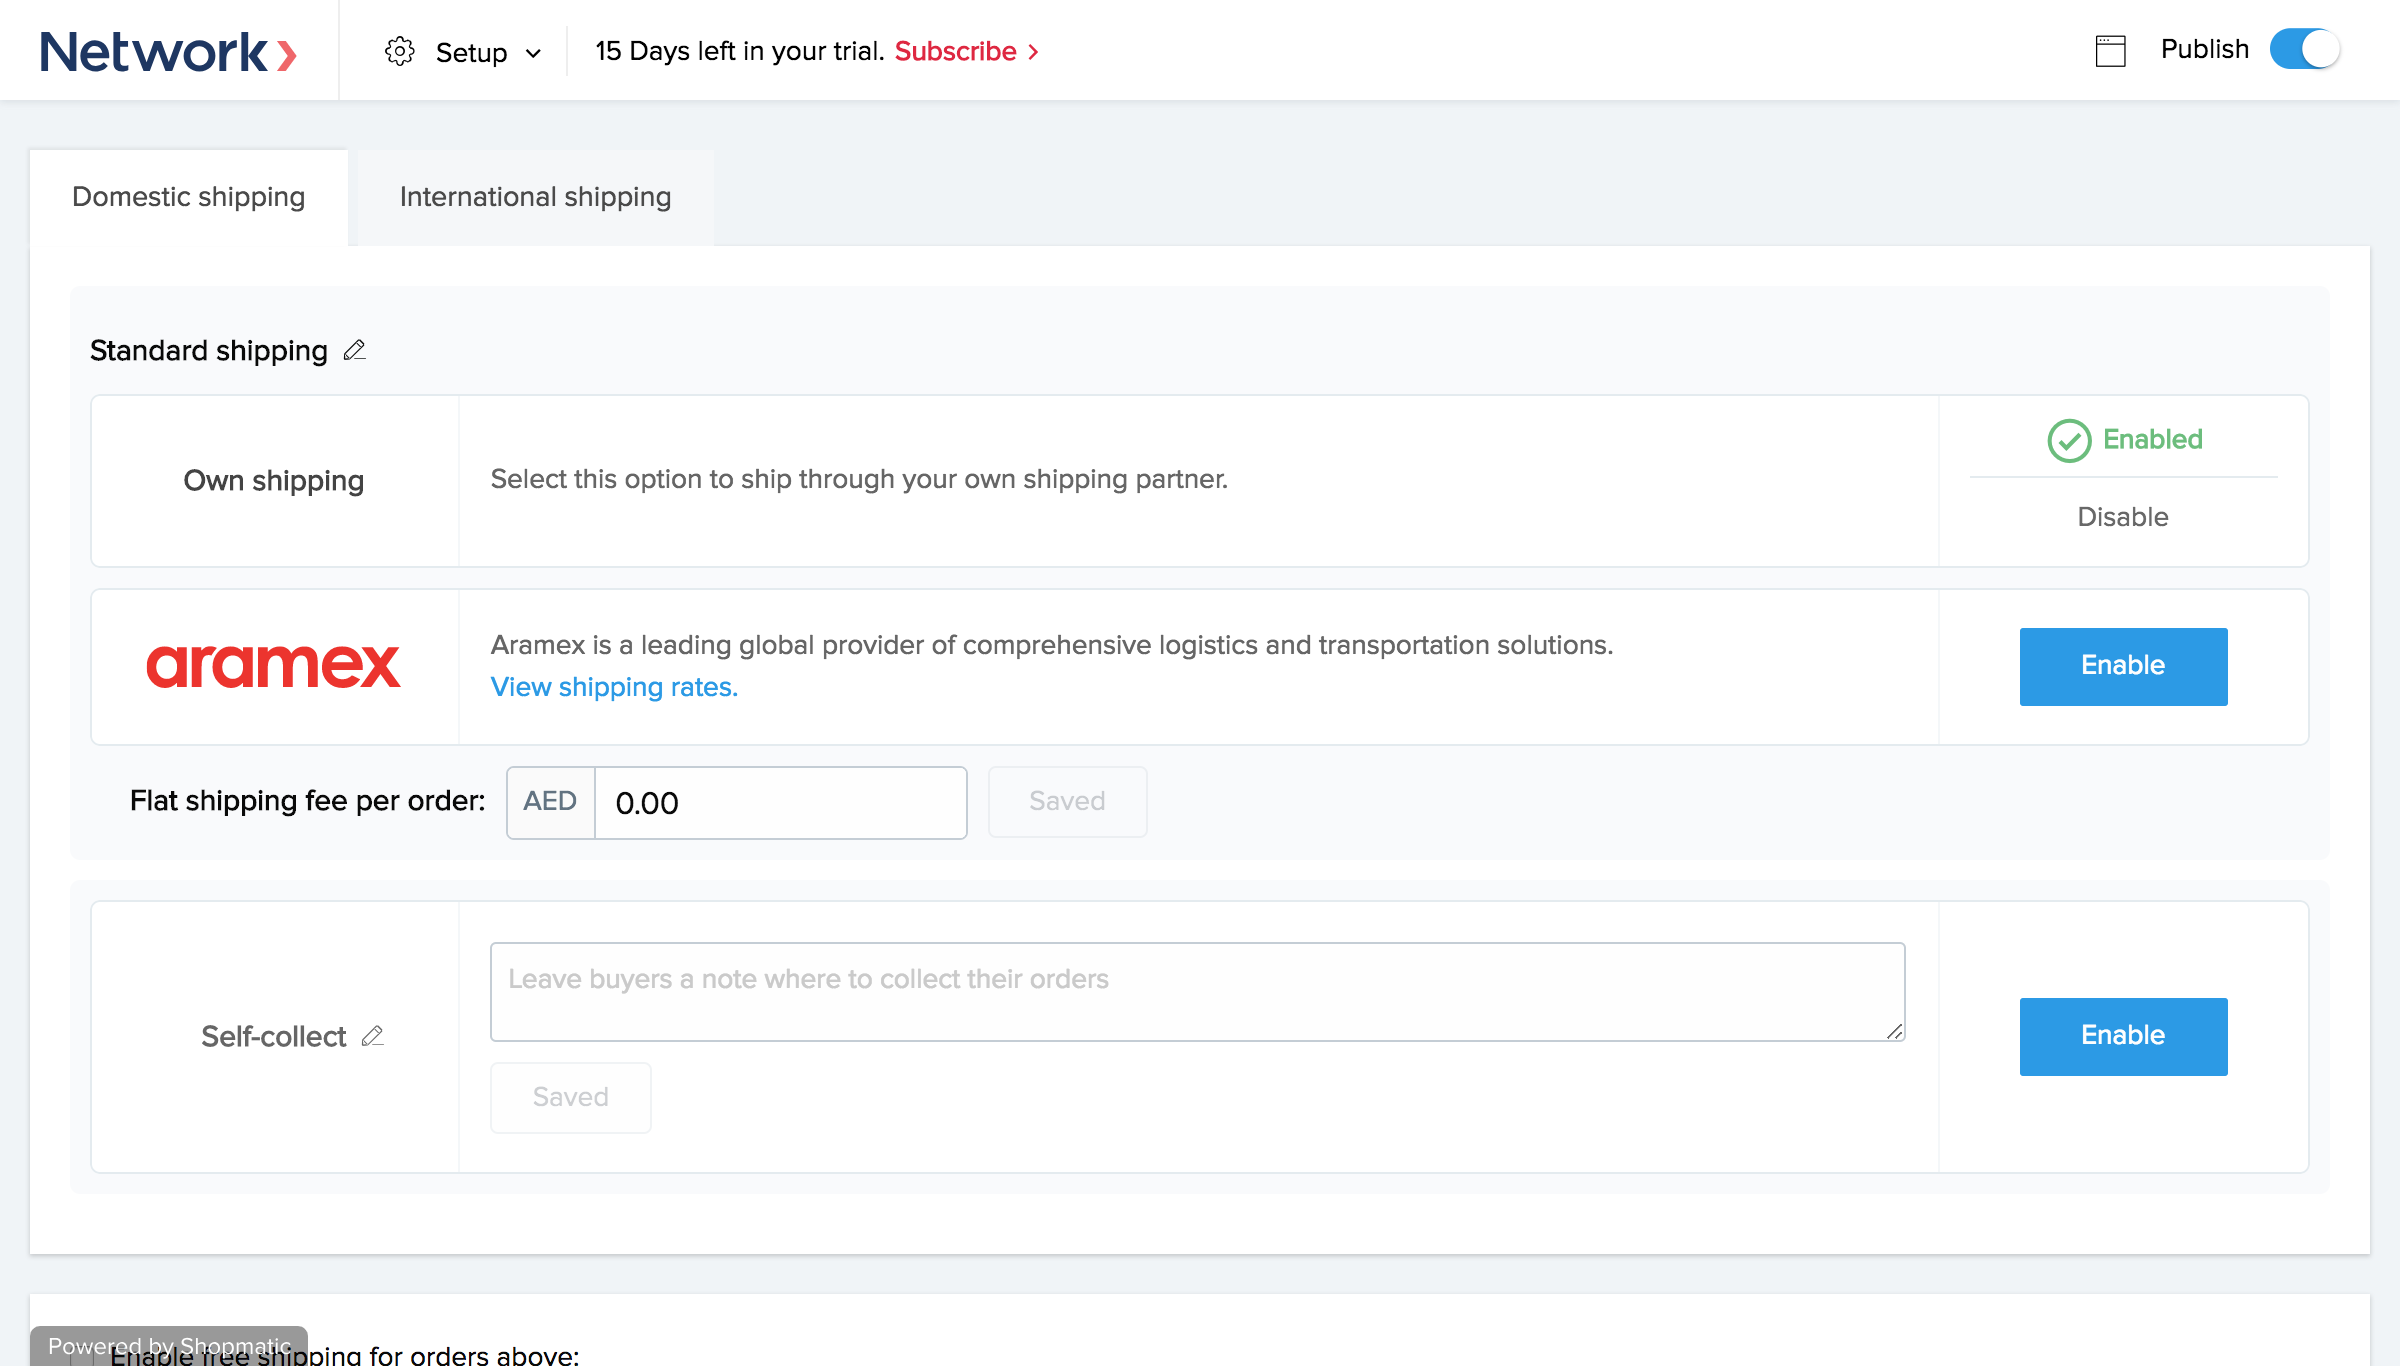 Network
Setup
15 Days left in your trial. Subscribe
Publish
Domestic shipping
International shipping
Standard shipping
Own shipping
Select this option to ship through your own shipping partner.
Enabled
Disable
aramex
Aramex is a leading global provider of comprehensive logistics and transportation solutions.
View shipping rates.
Enable
Flat shipping fee per order:
AED
0.00
Saved
Self-collect
Leave buyers a note where to collect their orders
Saved
Enable
Powered by Shopmatic
Enable free shipping for orders above: